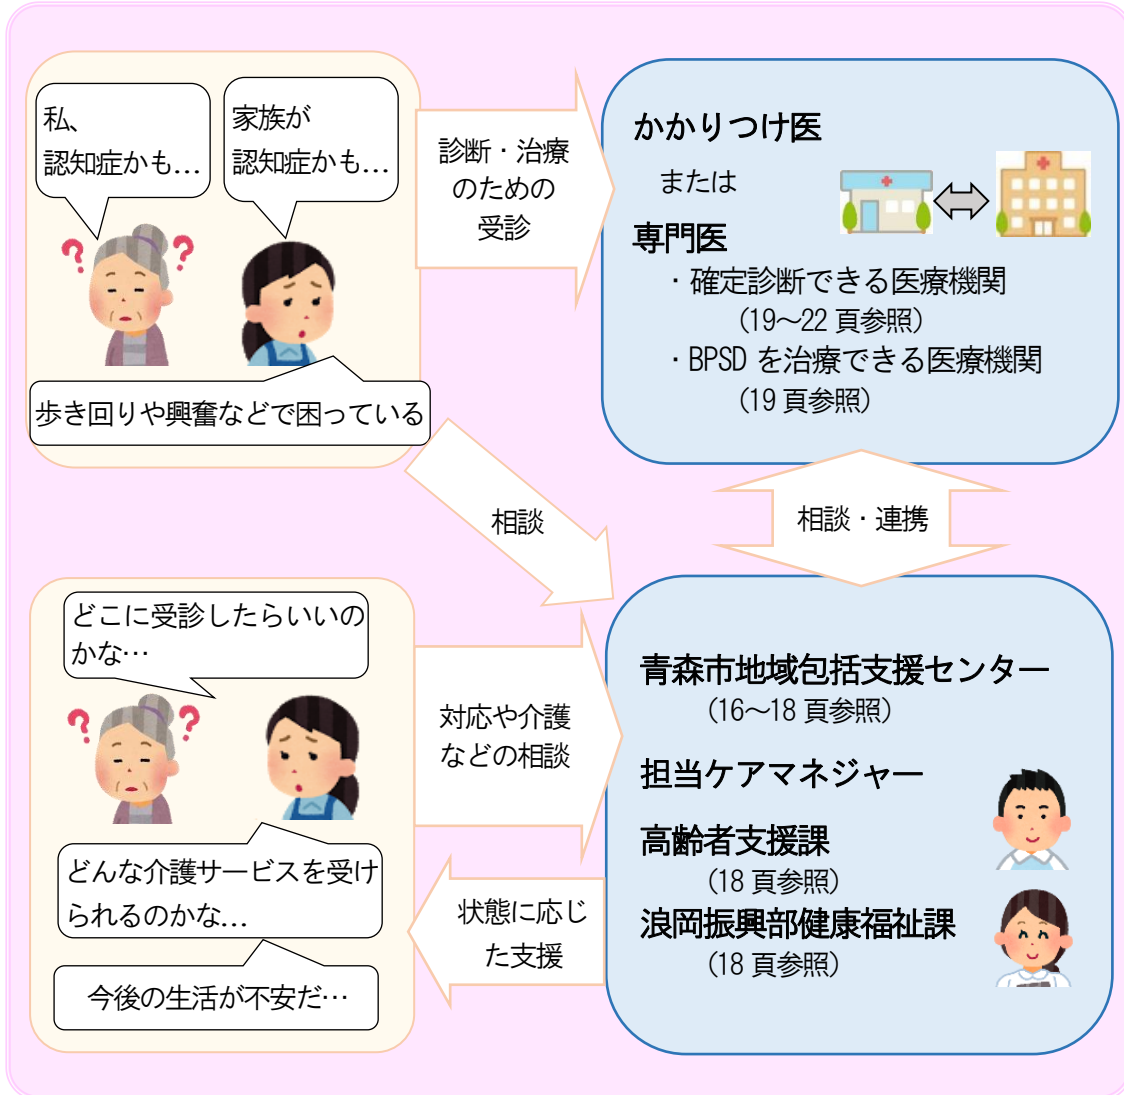 私、
認知症かも…
家族が
認知症かも…
歩き回りや興奮などで困っている
診断・治療
のための
受診
かかりつけ医
または
専門医
・確定診断できる医療機関
(19～22 頁参照)
・BPSD を治療できる医療機関
(19 頁参照)
相談
相談・連携
どこに受診したらいいの
かな…
どんな介護サービスを受け
られるのかな…
今後の生活が不安だ…
対応や介護
などの相談
状態に応じ
た支援
青森市地域包括支援センター
(16～18 頁参照)
担当ケアマネジャー
高齢者支援課
(18 頁参照)
浪岡振興部健康福祉課
(18 頁参照)